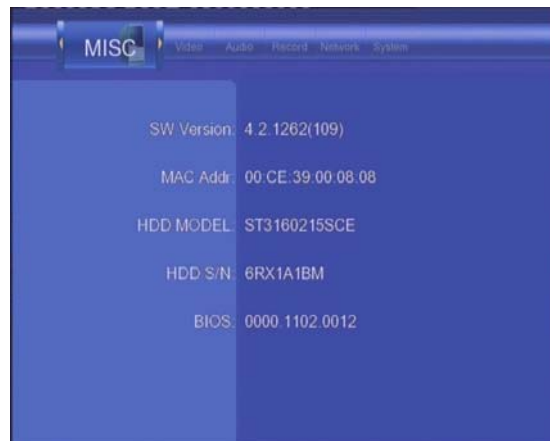 MISC Video Audio Record Network System
SW Version: 4.2.1262(109)
MAC Addr: 00:CE:39:00:08:08
HDD MODEL: ST3160215SCE
HDD S/N: 6RX1A1BM
BIOS: 0000.1102.0012